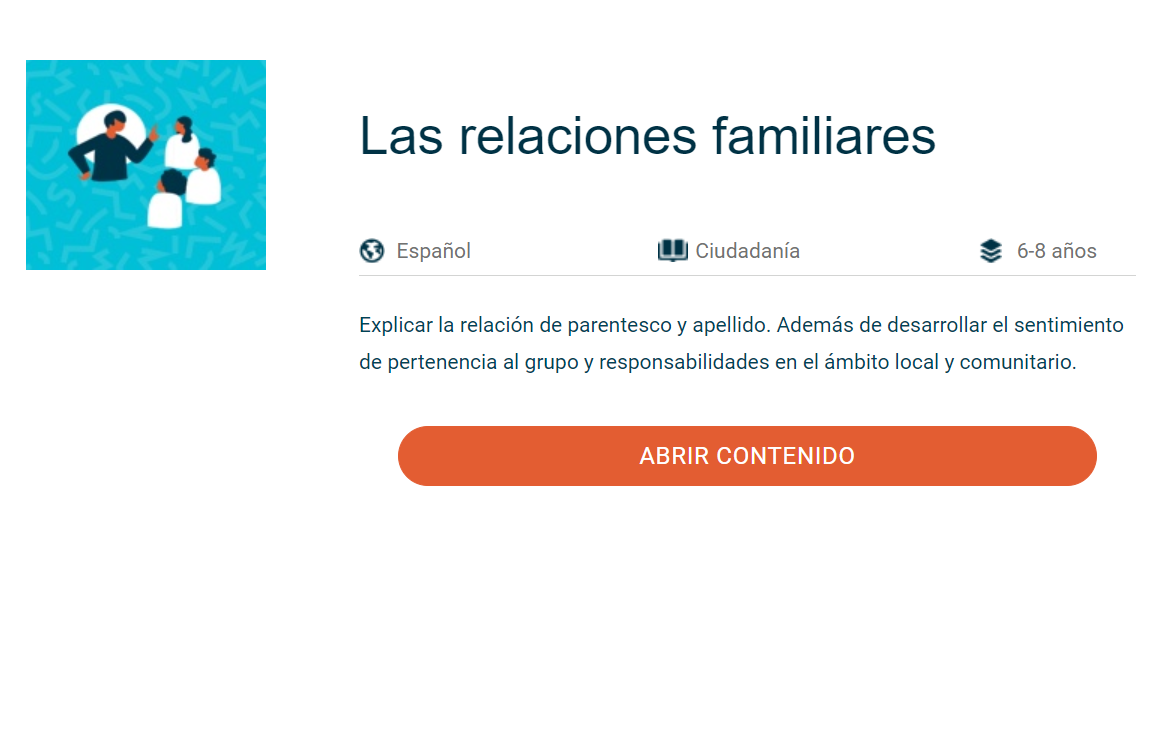 Las relaciones familiares
Español
Ciudadanía
6-8 años
Explicar la relación de parentesco y apellido. Además de desarrollar el sentimiento
de pertenencia al grupo y responsabilidades en el ámbito local y comunitario.
ABRIR CONTENIDO